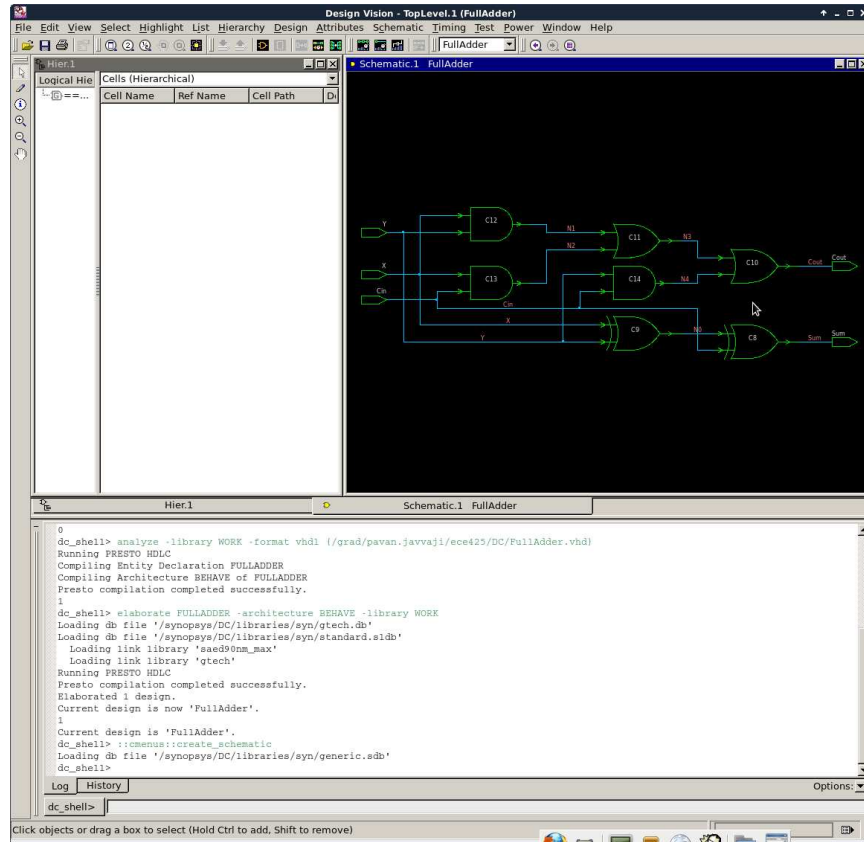 Design Vision - TopLevel.1 (FullAdder)
File Edit View Select Highlight List Hierarchy Design Attributes Schematic Timing Test Power Window Help
FullAdder
Hier.1
Schematic.1 FullAdder
Logical Hie
Cells (Hierarchical)
Cell Name Ref Name Cell Path
Y
C12
N1
C11
N3
N2
C10
Cout
Cout
X
C13
C14
N4
Cin
Cin
X
C9
N0
C8
Sum
Sum
Y
Hier.1
Schematic.1 FullAdder
0
dc_shell> analyze -library WORK -format vhdl {/grad/pavan.javvaji/ece425/DC/FullAdder.vhd}
Running PRESTO HDLC
Compiling Entity Declaration FULLADDER
Compiling Architecture BEHAVE of FULLADDER
Presto compilation completed successfully.
1
dc_shell> elaborate FULLADDER -architecture BEHAVE -library WORK
Loading db file '/synopsys/DC/libraries/syn/gtech.db'
Loading db file '/synopsys/DC/libraries/syn/standard.sldb'
Loading link library 'saed90nm_max'
Loading link library 'gtech'
Running PRESTO HDLC
Presto compilation completed successfully.
Elaborated 1 design.
Current design is now 'FullAdder'.
1
Current design is 'FullAdder'.
dc_shell> ::cmenus::create_schematic
Loading db file '/synopsys/DC/libraries/syn/generic.sdb'
dc_shell>
Log History
Options:
dc_shell>
Click objects or drag a box to select (Hold Ctrl to add, Shift to remove)